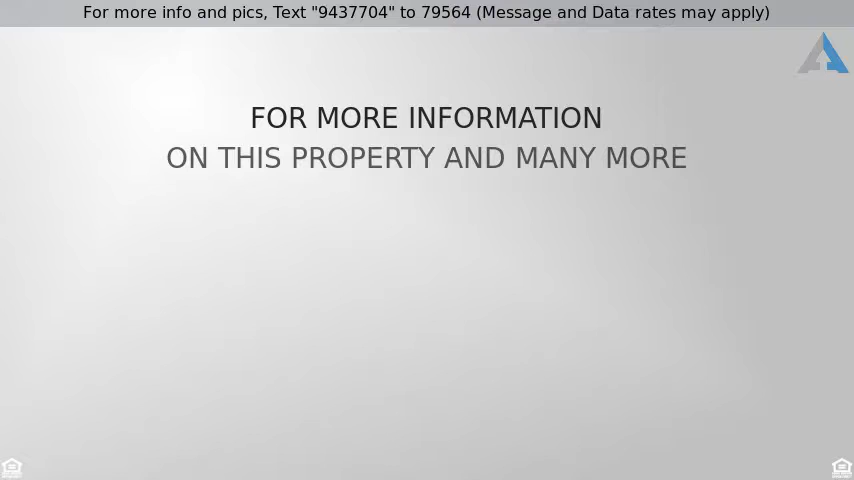 For more info and pics, Text "9437704" to 79564 (Message and Data rates may apply)
FOR MORE INFORMATION
ON THIS PROPERTY AND MANY MORE